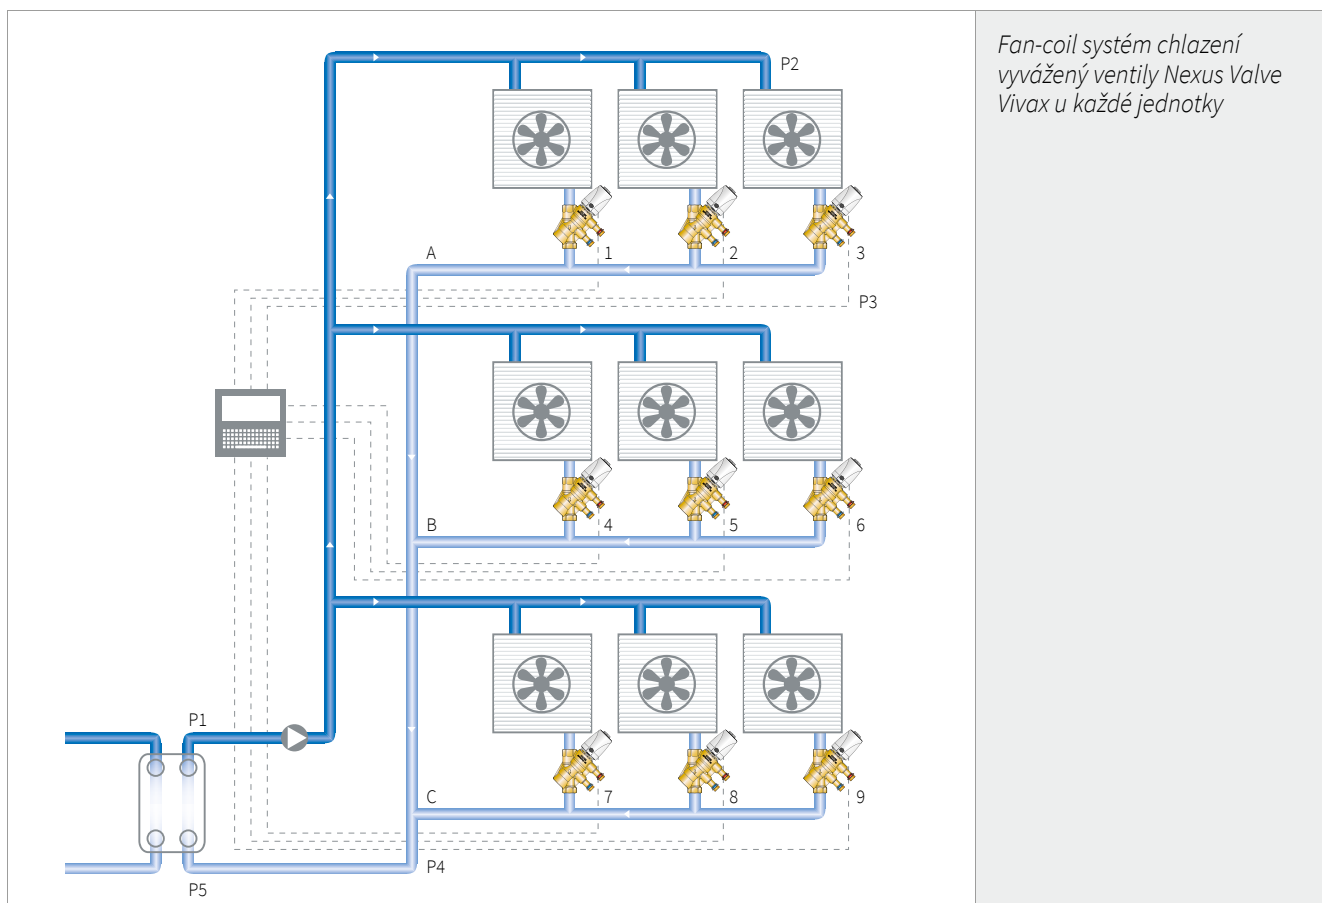 Fan-coil systém chlazení
vyvážený ventily Nexus Valve
Vivax u každé jednotky
P2
A
1
2
3
P3
B
4
5
6
P1
C
7
8
9
P4
P5